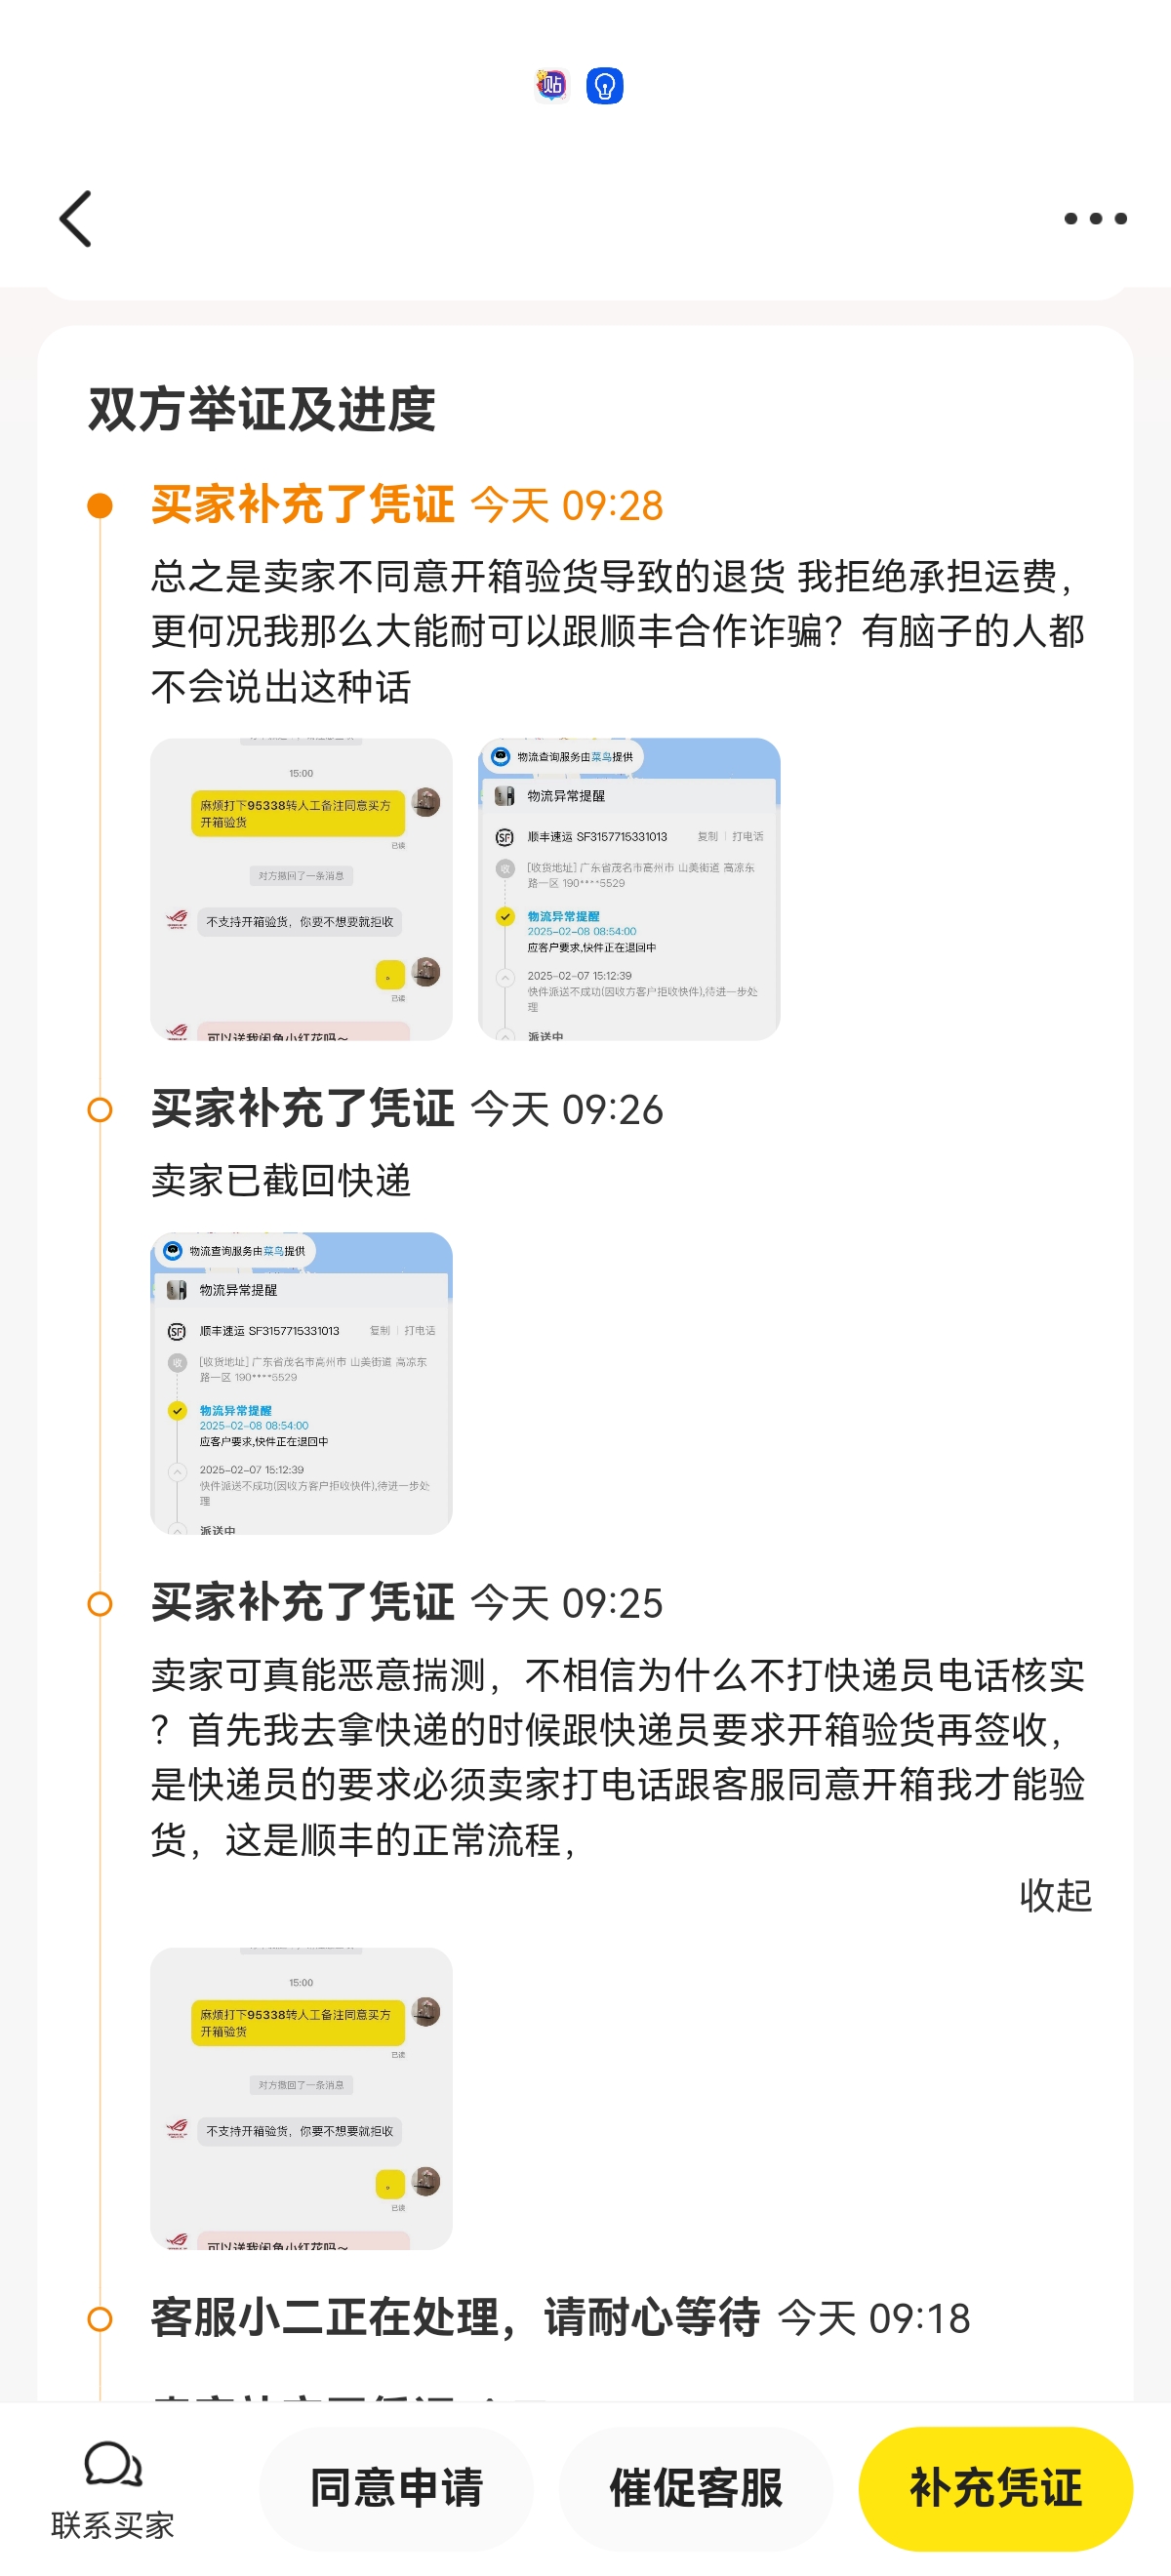 贴
双方举证及进度
买家补充了凭证 今天 09:28
总之是卖家不同意开箱验货导致的退货 我拒绝承担运费，
更何况我那么大能耐可以跟顺丰合作诈骗？有脑子的人都
不会说出这种话
15:00
麻烦打下95338转人工备注同意买方
开箱验货
已读
对方撤回了一条消息
不支持开箱验货，你要不想要就拒收
。
已读
可以送我闲鱼小红花吗～
物流查询服务由菜鸟提供
物流异常提醒
顺丰速运 SF3157715331013 复制 | 打电话
收 [收货地址] 广东省茂名市高州市 山美街道 高凉东
路一区 190****5529
物流异常提醒
2025-02-08 08:54:00
应客户要求,快件正在退回中
2025-02-07 15:12:39
快件派送不成功(因收方客户拒收快件),待进一步处
理
派送中
买家补充了凭证 今天 09:26
卖家已截回快递
物流查询服务由菜鸟提供
物流异常提醒
顺丰速运 SF3157715331013 复制 | 打电话
收 [收货地址] 广东省茂名市高州市 山美街道 高凉东
路一区 190****5529
物流异常提醒
2025-02-08 08:54:00
应客户要求,快件正在退回中
2025-02-07 15:12:39
快件派送不成功(因收方客户拒收快件),待进一步处
理
派送中
买家补充了凭证 今天 09:25
卖家可真能恶意揣测，不相信为什么不打快递员电话核实
？首先我去拿快递的时候跟快递员要求开箱验货再签收，
是快递员的要求必须卖家打电话跟客服同意开箱我才能验
货，这是顺丰的正常流程，
收起
15:00
麻烦打下95338转人工备注同意买方
开箱验货
已读
对方撤回了一条消息
不支持开箱验货，你要不想要就拒收
。
已读
可以送我闲鱼小红花吗～
客服小二正在处理，请耐心等待 今天 09:18
联系买家
同意申请
催促客服
补充凭证